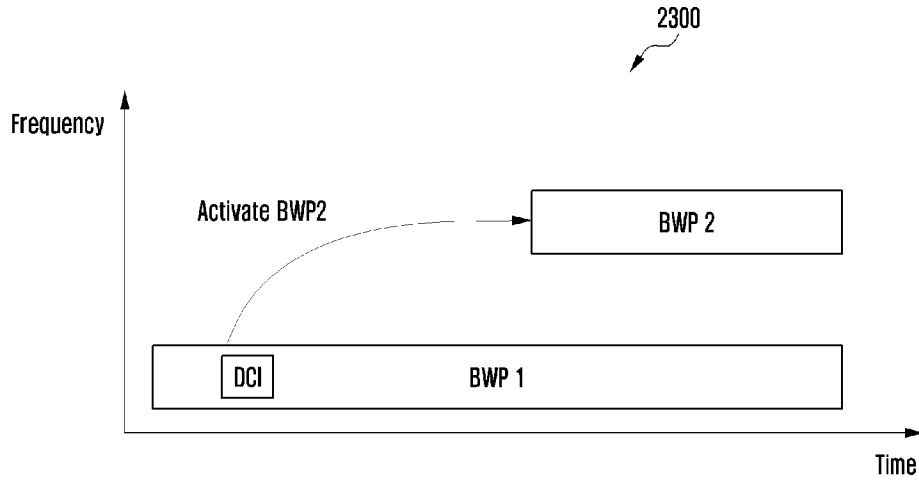 2300
Frequency
Activate BWP2
BWP 2
DCI
BWP 1
Time